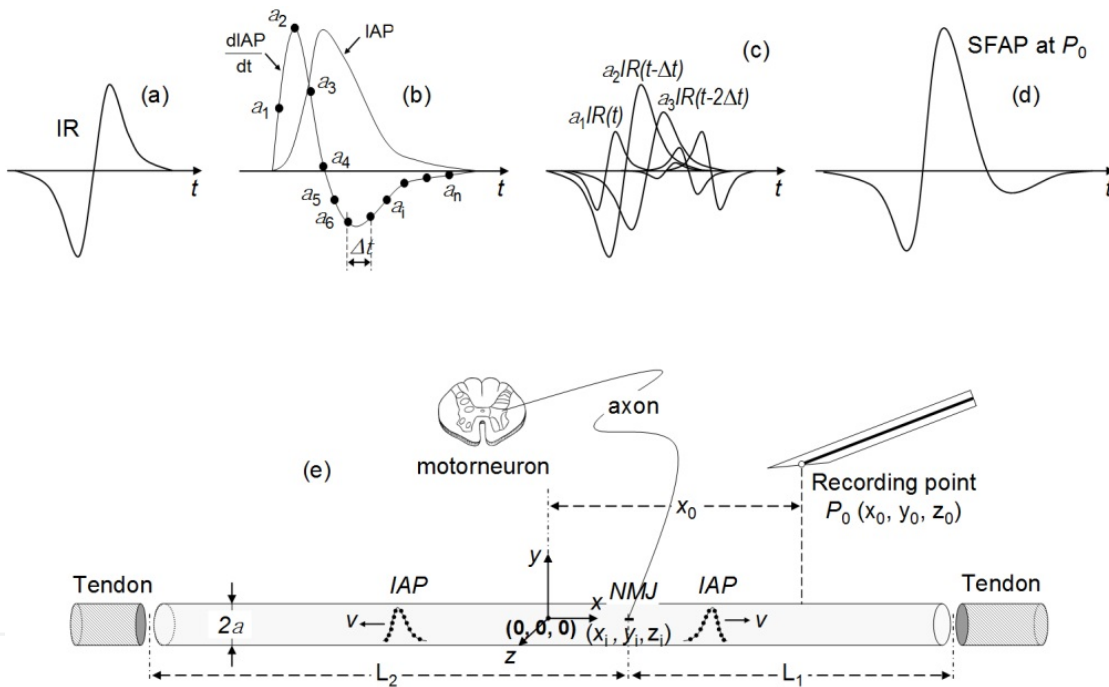 (a)
IR
t
a₂
dIAP
dt
IAP
(b)
a₁
a₃
a₄
a₅
a₆
aᵢ
aₙ
Δt
t
(c)
a₂IR(t-Δt)
a₃IR(t-2Δt)
a₁IR(t)
t
SFAP at P₀
(d)
t
(e)
motorneuron
axon
Recording point
P₀ (x₀, y₀, z₀)
x₀
Tendon
IAP
y
x
NMJ
IAP
Tendon
2a
v
(0, 0, 0)
(xᵢ, yᵢ, zᵢ)
v
z
L₂
L₁